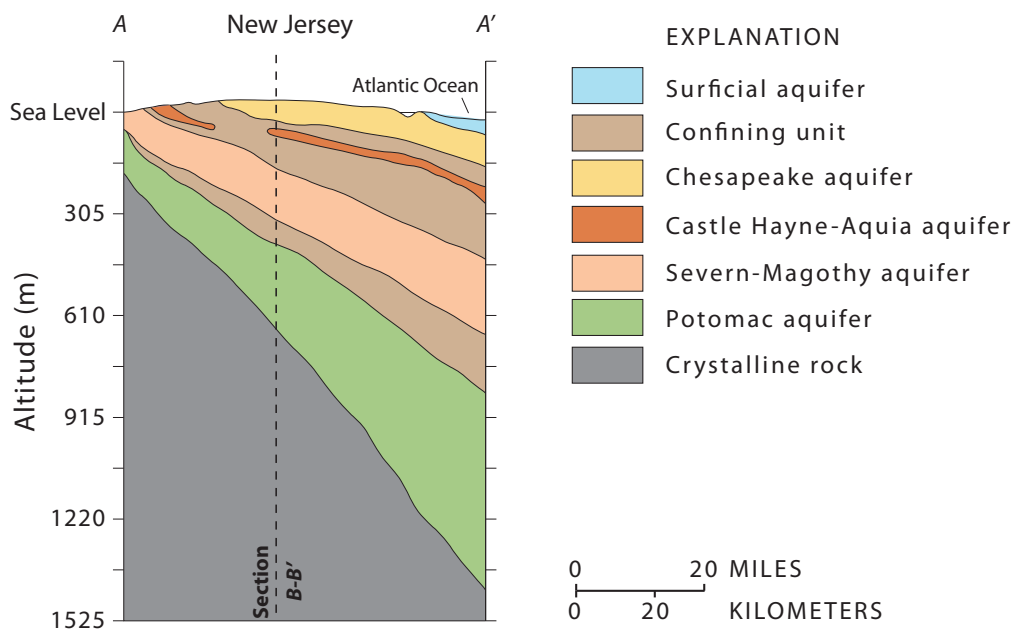 A
New Jersey
A′
Atlantic Ocean
Sea Level
305
610
915
1220
1525
Altitude (m)
Section
B-B′
EXPLANATION
Surficial aquifer
Confining unit
Chesapeake aquifer
Castle Hayne-Aquia aquifer
Severn-Magothy aquifer
Potomac aquifer
Crystalline rock
0 20 MILES
0 20 KILOMETERS